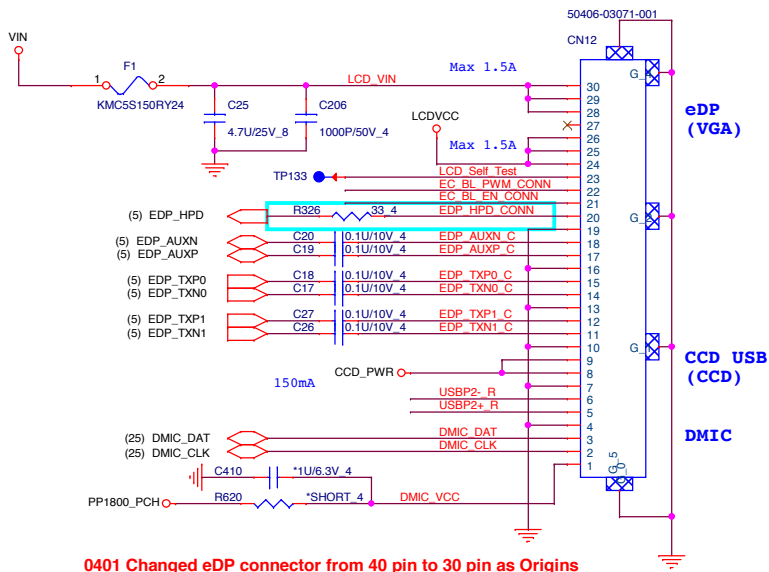 50406-03071-001
VIN
CN12
F1
Max 1.5A
G_4
1 2
LCD_VIN
30
KMC5S150RY24
29
eDP
C25
C206
28
(VGA)
LCDVCC
27
4.7U/25V_8
1000P/50V_4
26
Max 1.5A
25
24
TP133
LCD_Self_Test
23
EC_BL_PWM_CONN
22
EC_BL_EN_CONN
21
(5) EDP_HPD
R326
33_4
EDP_HPD_CONN
20
19
(5) EDP_AUXN
C20
0.1U/10V_4
EDP_AUXN_C
18
(5) EDP_AUXP
C19
0.1U/10V_4
EDP_AUXP_C
17
16
(5) EDP_TXP0
C18
0.1U/10V_4
EDP_TXP0_C
15
(5) EDP_TXN0
C17
0.1U/10V_4
EDP_TXN0_C
14
13
(5) EDP_TXP1
C27
0.1U/10V_4
EDP_TXP1_C
12
(5) EDP_TXN1
C26
0.1U/10V_4
EDP_TXN1_C
11
10
CCD USB
9
(CCD)
CCD_PWR
8
150mA
7
USBP2-_R
6
USBP2+_R
5
4
DMIC
(25) DMIC_DAT
DMIC_DAT
3
(25) DMIC_CLK
DMIC_CLK
2
G_5
C410
*1U/6.3V_4
1
PP1800_PCH
R620
*SHORT_4
DMIC_VCC
0401 Changed eDP connector from 40 pin to 30 pin as Origins